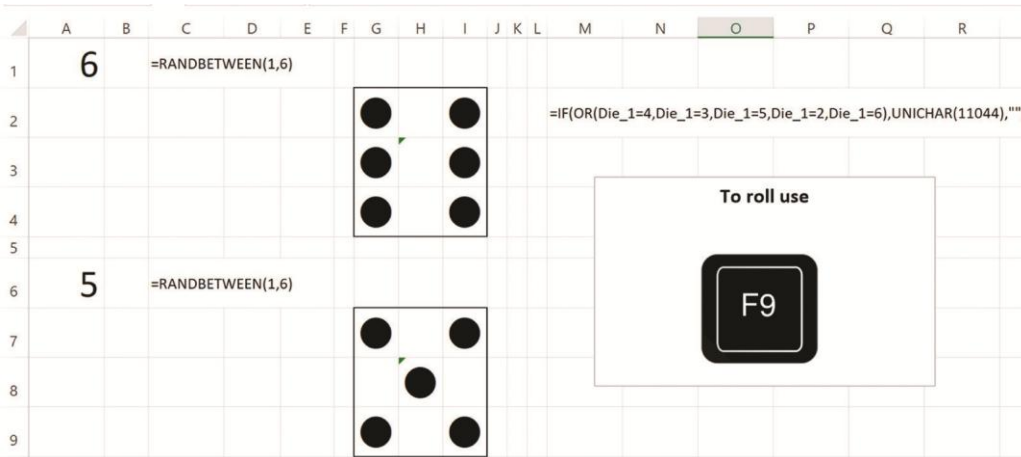 A B C D E F G H I J K L M N O P Q R
1 6 =RANDBETWEEN(1,6)
2 =IF(OR(Die_1=4,Die_1=3,Die_1=5,Die_1=2,Die_1=6),UNICHAR(11044),""
3
To roll use
4
5
F9
6 5 =RANDBETWEEN(1,6)
7
8
9